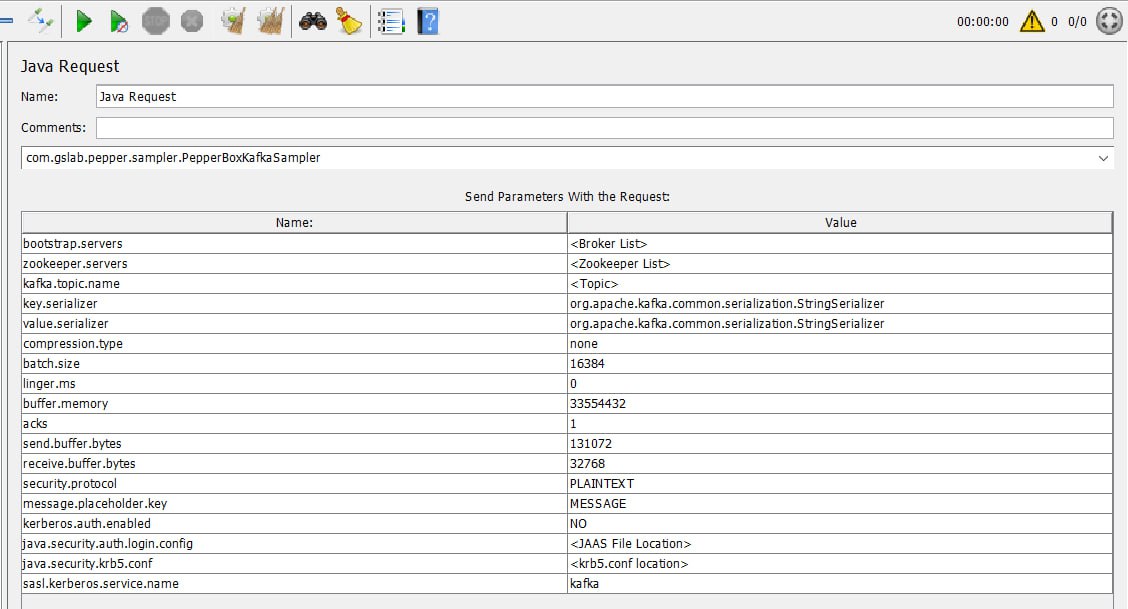 STOP
?
00:00:00 0 0/0
Java Request
Name: Java Request
Comments:
com.gslab.pepper.sampler.PepperBoxKafkaSampler
Send Parameters With the Request:
Name: Value
bootstrap.servers <Broker List>
zookeeper.servers <Zookeeper List>
kafka.topic.name <Topic>
key.serializer org.apache.kafka.common.serialization.StringSerializer
value.serializer org.apache.kafka.common.serialization.StringSerializer
compression.type none
batch.size 16384
linger.ms 0
buffer.memory 33554432
acks 1
send.buffer.bytes 131072
receive.buffer.bytes 32768
security.protocol PLAINTEXT
message.placeholder.key MESSAGE
kerberos.auth.enabled NO
java.security.auth.login.config <JAAS File Location>
java.security.krb5.conf <krb5.conf location>
sasl.kerberos.service.name kafka